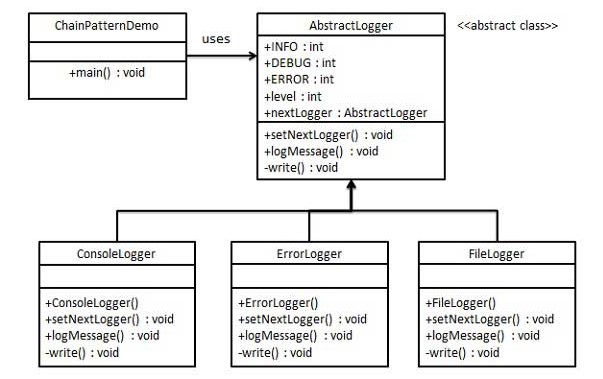 ChainPatternDemo
+main() : void
uses
AbstractLogger
<<abstract class>>
+INFO : int
+DEBUG : int
+ERROR : int
+level : int
+nextLogger : AbstractLogger
+setNextLogger() : void
+logMessage() : void
-write() : void
ConsoleLogger
+ConsoleLogger()
+setNextLogger() : void
+logMessage() : void
-write() : void
ErrorLogger
+ErrorLogger()
+setNextLogger() : void
+logMessage() : void
-write() : void
FileLogger
+FileLogger()
+setNextLogger() : void
+logMessage() : void
-write() : void